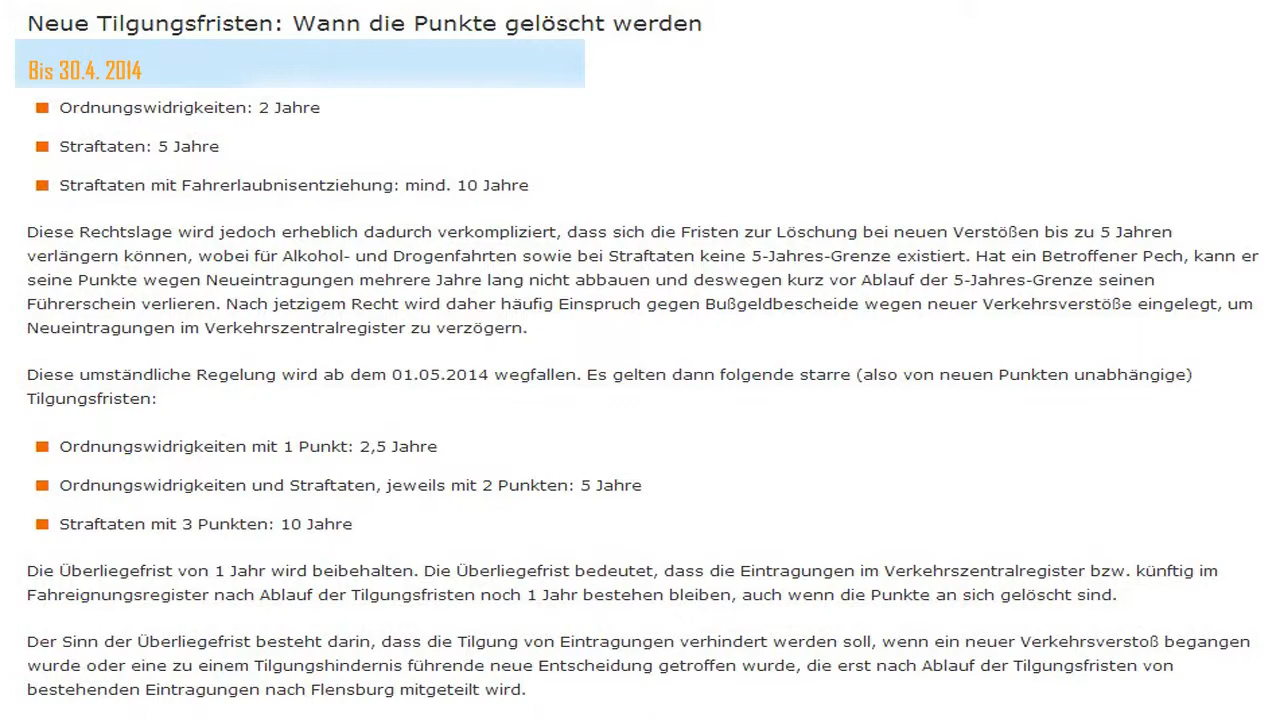 Neue Tilgungsfristen: Wann die Punkte gelöscht werden
Bis 30.4. 2014
Ordnungswidrigkeiten: 2 Jahre
Straftaten: 5 Jahre
Straftaten mit Fahrerlaubnisentziehung: mind. 10 Jahre
Diese Rechtslage wird jedoch erheblich dadurch verkompliziert, dass sich die Fristen zur Löschung bei neuen Verstößen bis zu 5 Jahren
verlängern können, wobei für Alkohol- und Drogenfahrten sowie bei Straftaten keine 5-Jahres-Grenze existiert. Hat ein Betroffener Pech, kann er
seine Punkte wegen Neueintragungen mehrere Jahre lang nicht abbauen und deswegen kurz vor Ablauf der 5-Jahres-Grenze seinen
Führerschein verlieren. Nach jetzigem Recht wird daher häufig Einspruch gegen Bußgeldbescheide wegen neuer Verkehrsverstöße eingelegt, um
Neueintragungen im Verkehrszentralregister zu verzögern.
Diese umständliche Regelung wird ab dem 01.05.2014 wegfallen. Es gelten dann folgende starre (also von neuen Punkten unabhängige)
Tilgungsfristen:
Ordnungswidrigkeiten mit 1 Punkt: 2,5 Jahre
Ordnungswidrigkeiten und Straftaten, jeweils mit 2 Punkten: 5 Jahre
Straftaten mit 3 Punkten: 10 Jahre
Die Überliegefrist von 1 Jahr wird beibehalten. Die Überliegefrist bedeutet, dass die Eintragungen im Verkehrszentralregister bzw. künftig im
Fahreignungsregister nach Ablauf der Tilgungsfristen noch 1 Jahr bestehen bleiben, auch wenn die Punkte an sich gelöscht sind.
Der Sinn der Überliegefrist besteht darin, dass die Tilgung von Eintragungen verhindert werden soll, wenn ein neuer Verkehrsverstoß begangen
wurde oder eine zu einem Tilgungshindernis führende neue Entscheidung getroffen wurde, die erst nach Ablauf der Tilgungsfristen von
bestehenden Eintragungen nach Flensburg mitgeteilt wird.